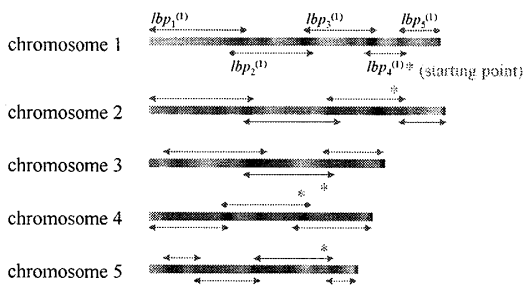 lbp₁⁽¹⁾ lbp₃⁽¹⁾ lbp₅⁽¹⁾
chromosome 1
lbp₂⁽¹⁾ lbp₄⁽¹⁾* (starting point)
*
chromosome 2
chromosome 3
*
*
chromosome 4
*
chromosome 5